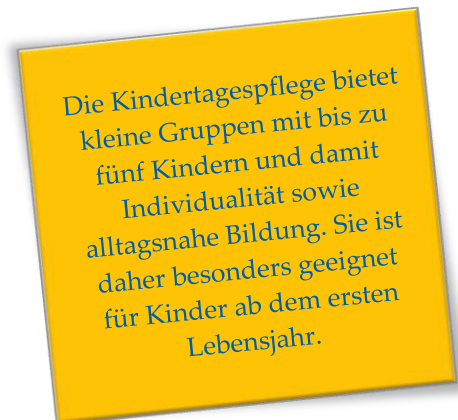 Die Kindertagespflege bietet
kleine Gruppen mit bis zu
fünf Kindern und damit
Individualität sowie
alltagsnahe Bildung. Sie ist
daher besonders geeignet
für Kinder ab dem ersten
Lebensjahr.